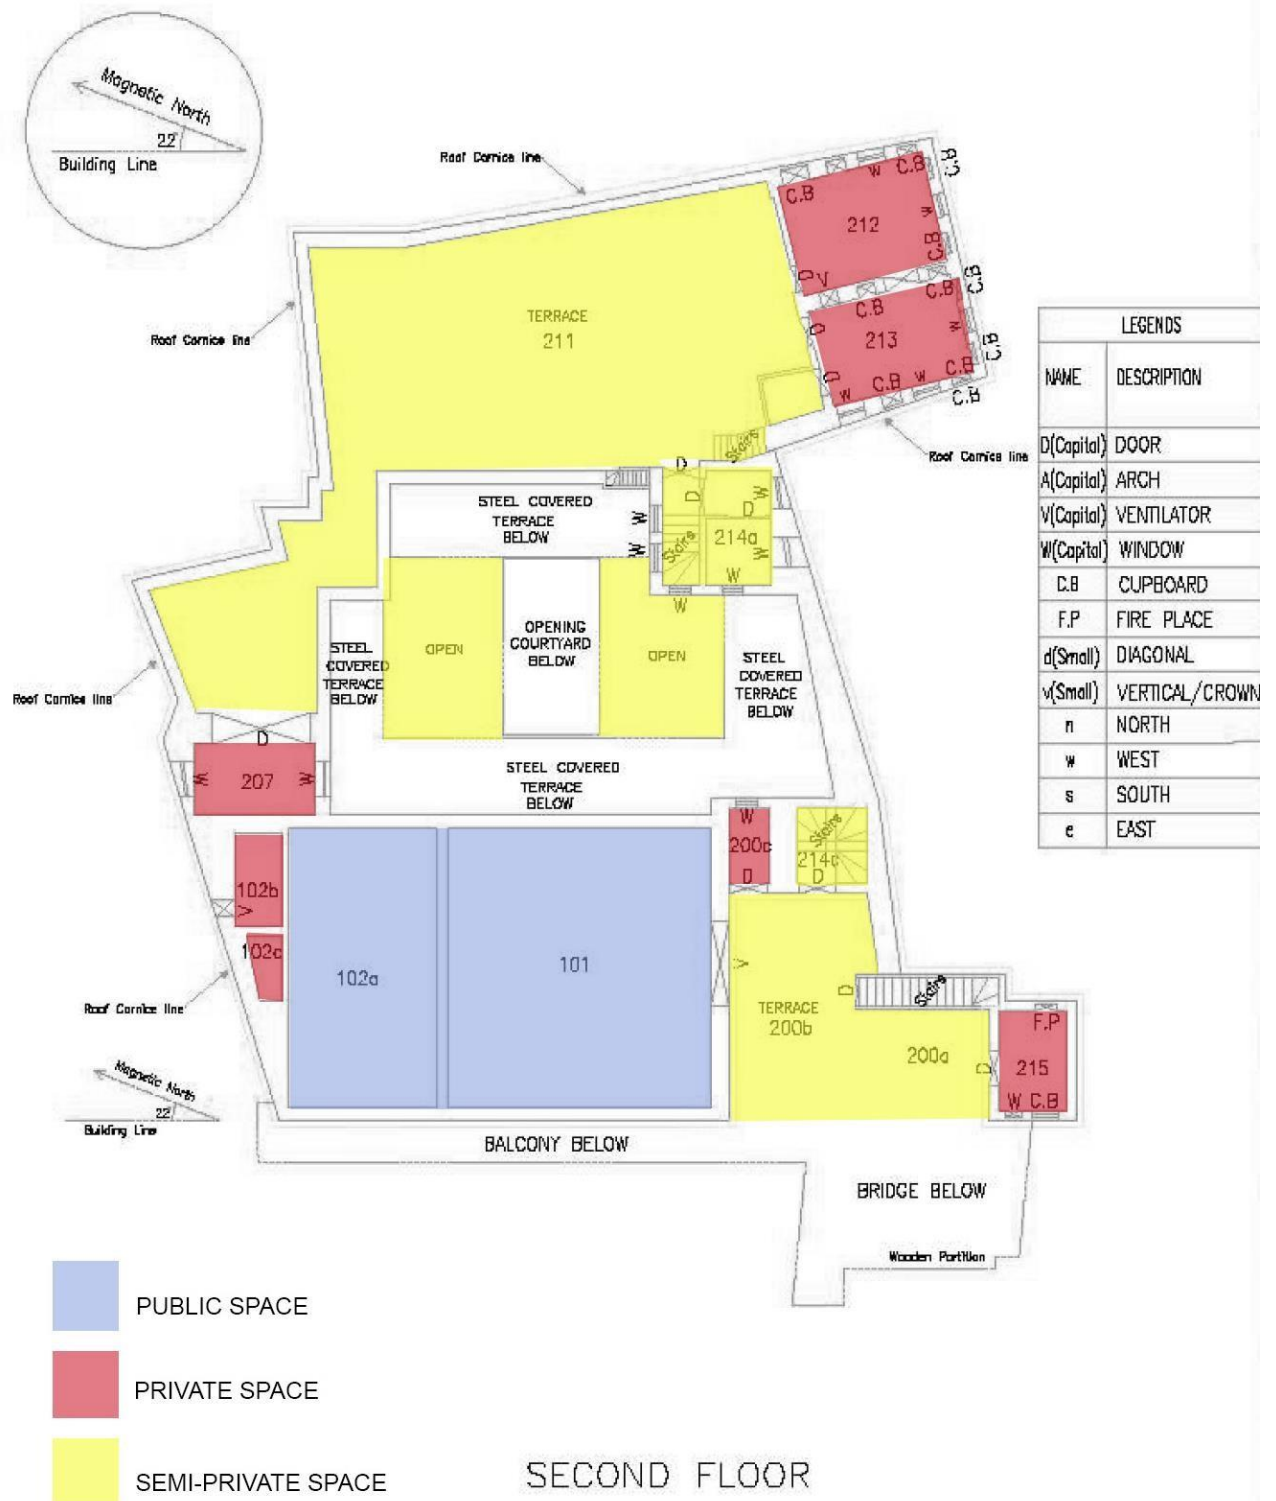 Magnetic North
22
Building Line
Roof Cornice line
C.B
W
C.B
C.B
212
W
C.B
D
V
C.B
C.B
C.B
TERRACE
211
Roof Cornice line
D
213
W
C.B
D
W
C.B
W
C.B
C.B
Roof Cornice line
Stairs
LEGENDS
NAME
DESCRIPTION
D(Capital) DOOR
A(Capital) ARCH
V(Capital) VENTILATOR
W(Capital) WINDOW
C.B CUPBOARD
F.P FIRE PLACE
d(Small) DIAGONAL
v(Small) VERTICAL/CROWN
n NORTH
w WEST
s SOUTH
e EAST
D
STEEL COVERED
TERRACE
BELOW
W
W
D
W
D
Stairs
214a
W
W
W
OPEN
OPENING
COURTYARD
BELOW
OPEN
STEEL
COVERED
TERRACE
BELOW
STEEL
COVERED
TERRACE
BELOW
Roof Cornice line
D
W
207
W
STEEL COVERED
TERRACE
BELOW
W
200c
D
Stairs
214c
D
102b
V
102c
102a
101
V
Roof Cornice line
TERRACE
200b
D
Stairs
200a
D
F.P
215
W C.B
Magnetic North
22
Building Line
BALCONY BELOW
BRIDGE BELOW
Wooden Partition
PUBLIC SPACE
PRIVATE SPACE
SEMI-PRIVATE SPACE
SECOND FLOOR